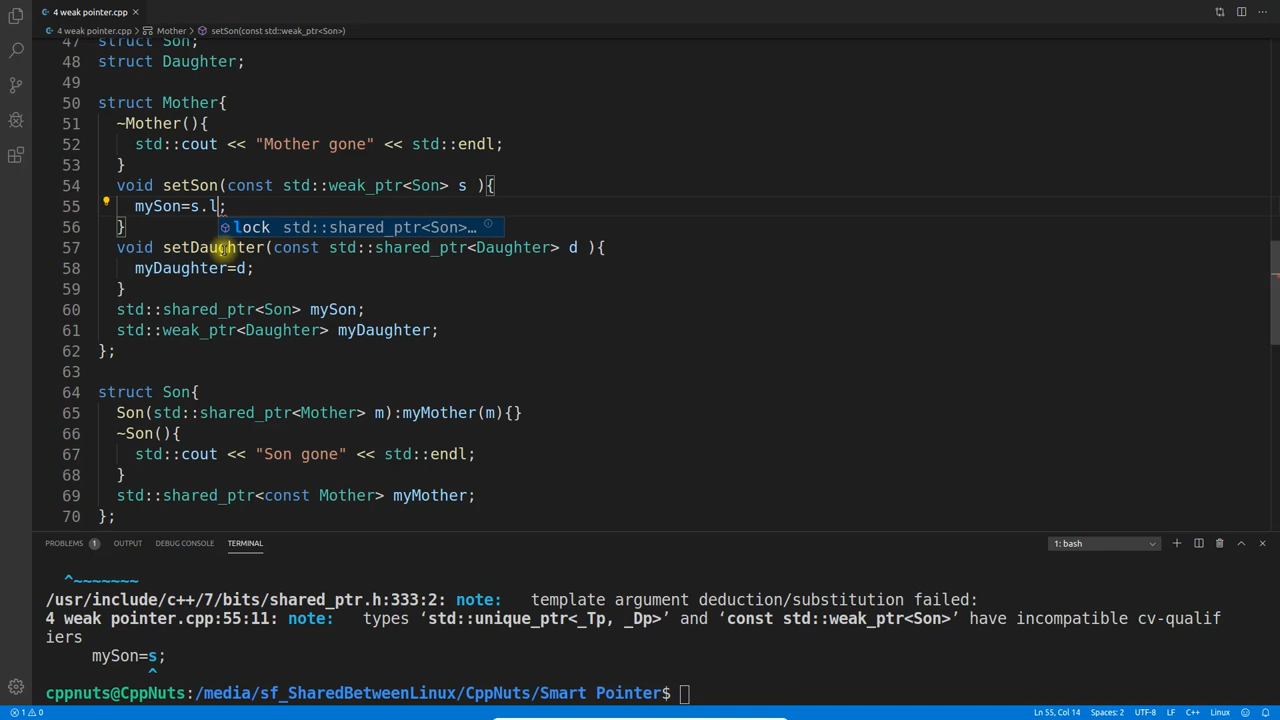 4 weak pointer.cpp
4 weak pointer.cpp > Mother > setSon(const std::weak_ptr<Son>)
47 struct Son;
48 struct Daughter;
49
50 struct Mother{
51 ~Mother(){
52 std::cout << "Mother gone" << std::endl;
53 }
54 void setSon(const std::weak_ptr<Son> s ){
55 mySon=s.l;
56 }
lock std::shared_ptr<Son>…
57 void setDaughter(const std::shared_ptr<Daughter> d ){
58 myDaughter=d;
59 }
60 std::shared_ptr<Son> mySon;
61 std::weak_ptr<Daughter> myDaughter;
62 };
63
64 struct Son{
65 Son(std::shared_ptr<Mother> m):myMother(m){}
66 ~Son(){
67 std::cout << "Son gone" << std::endl;
68 }
69 std::shared_ptr<const Mother> myMother;
70 };
PROBLEMS 1 OUTPUT DEBUG CONSOLE TERMINAL 1: bash
^~~~~~~~
/usr/include/c++/7/bits/shared_ptr.h:333:2: note:   template argument deduction/substitution failed:
4 weak pointer.cpp:55:11: note:   types ‘std::unique_ptr<_Tp, _Dp>’ and ‘const std::weak_ptr<Son>’ have incompatible cv-qualif
iers
mySon=s;
^
cppnuts@CppNuts:/media/sf_SharedBetweenLinux/CppNuts/Smart Pointer$
1 0 Ln 55, Col 14 Spaces: 2 UTF-8 LF C++ Linux